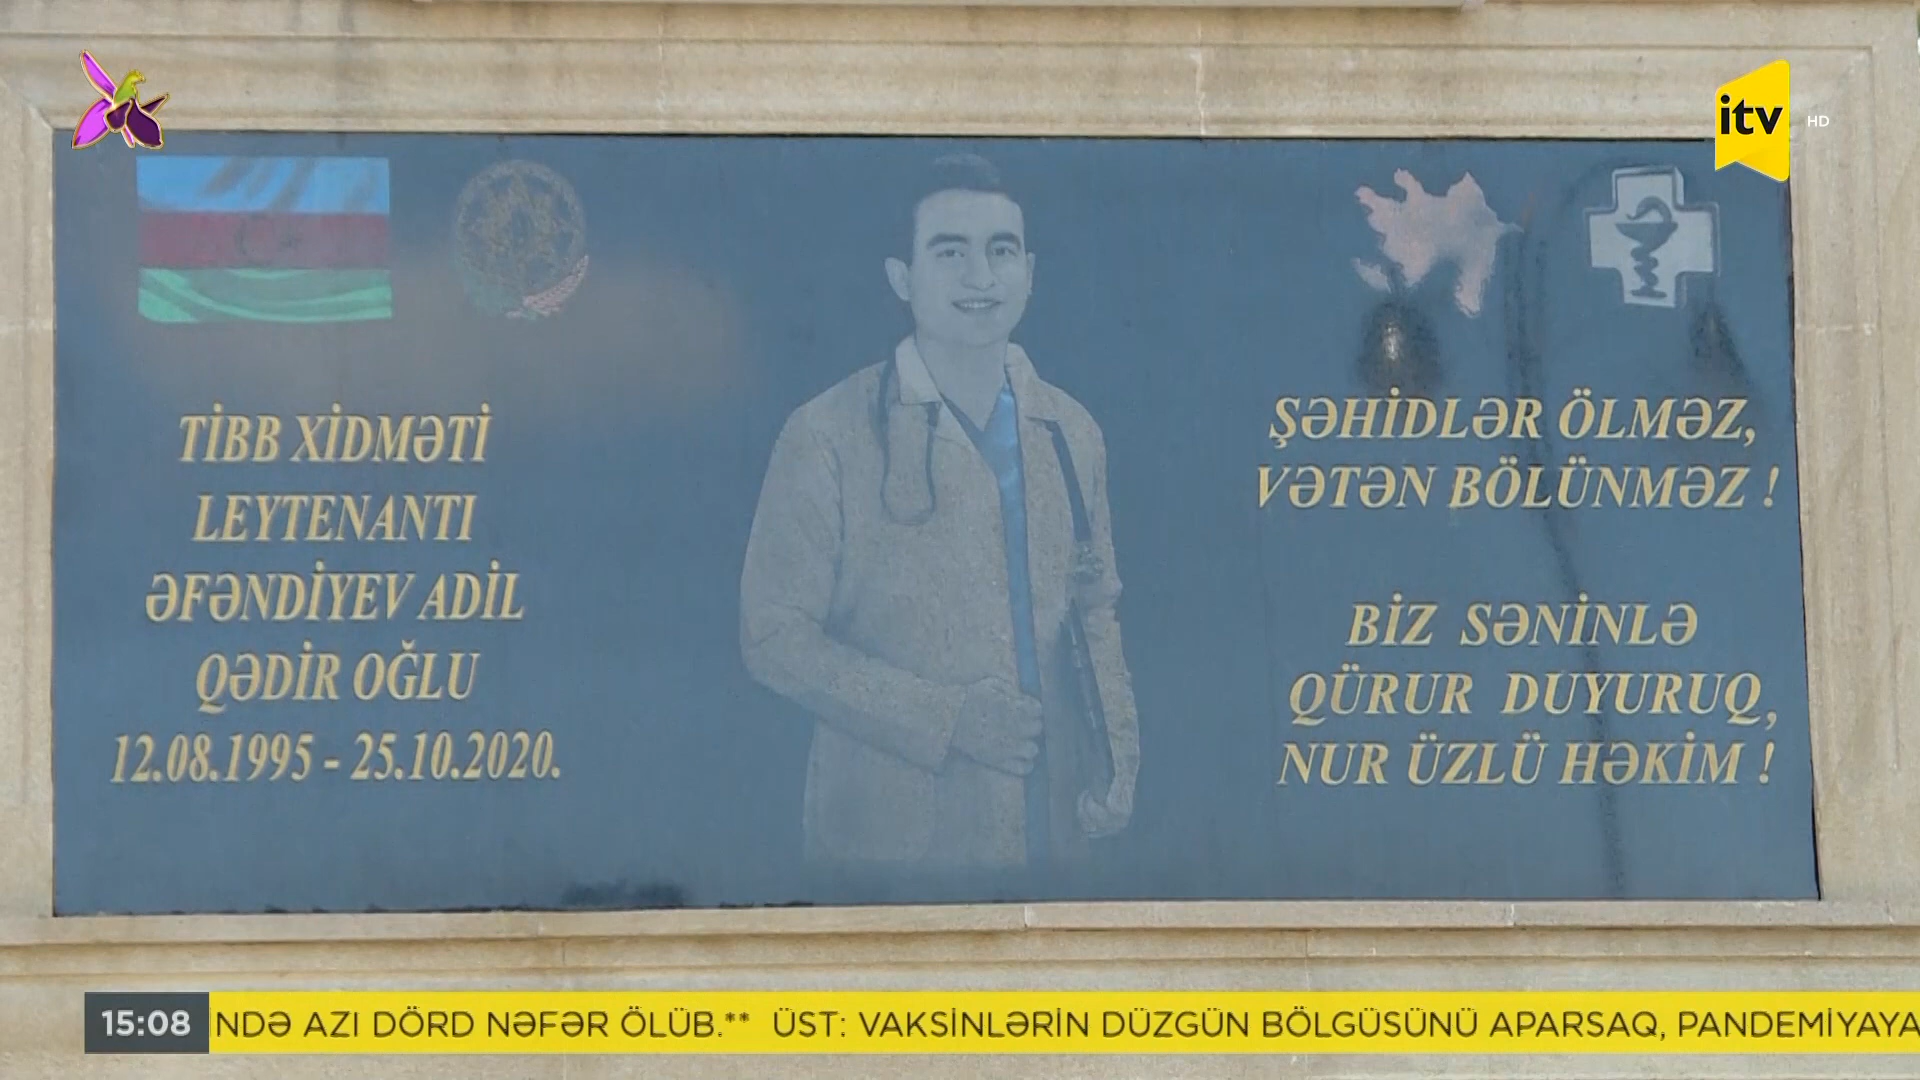 itv HD
TİBB XİDMƏTİ
LEYTENANTI
ƏFƏNDİYEV ADİL
QƏDİR OĞLU
12.08.1995 - 25.10.2020.
ŞƏHİDLƏR ÖLMƏZ,
VƏTƏN BÖLÜNMƏZ !
BİZ SƏNİNLƏ
QÜRUR DUYURUQ,
NUR ÜZLÜ HƏKİM !
15:08 İNDƏ AZI DÖRD NƏFƏR ÖLÜB.** ÜST: VAKSİNLƏRİN DÜZGÜN BÖLGÜSÜNÜ APARSAQ, PANDEMİYAYA